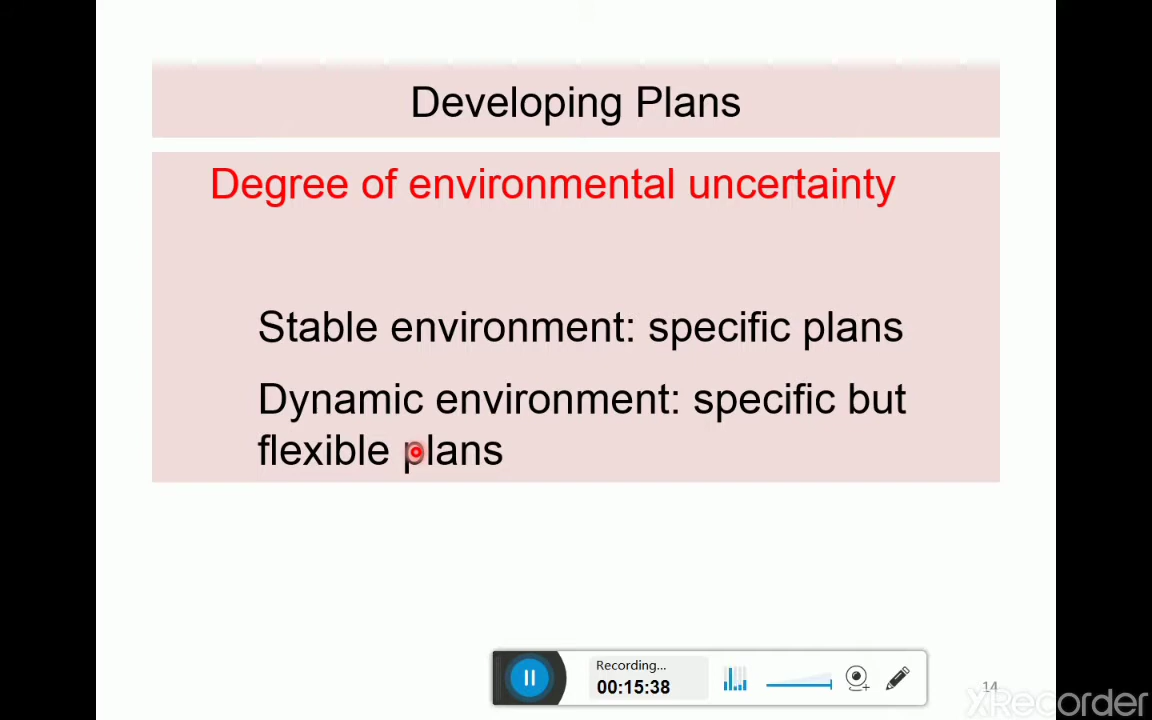 Developing Plans
Degree of environmental uncertainty
Stable environment: specific plans
Dynamic environment: specific but
flexible plans
Recording...
00:15:38
14
XRecorder